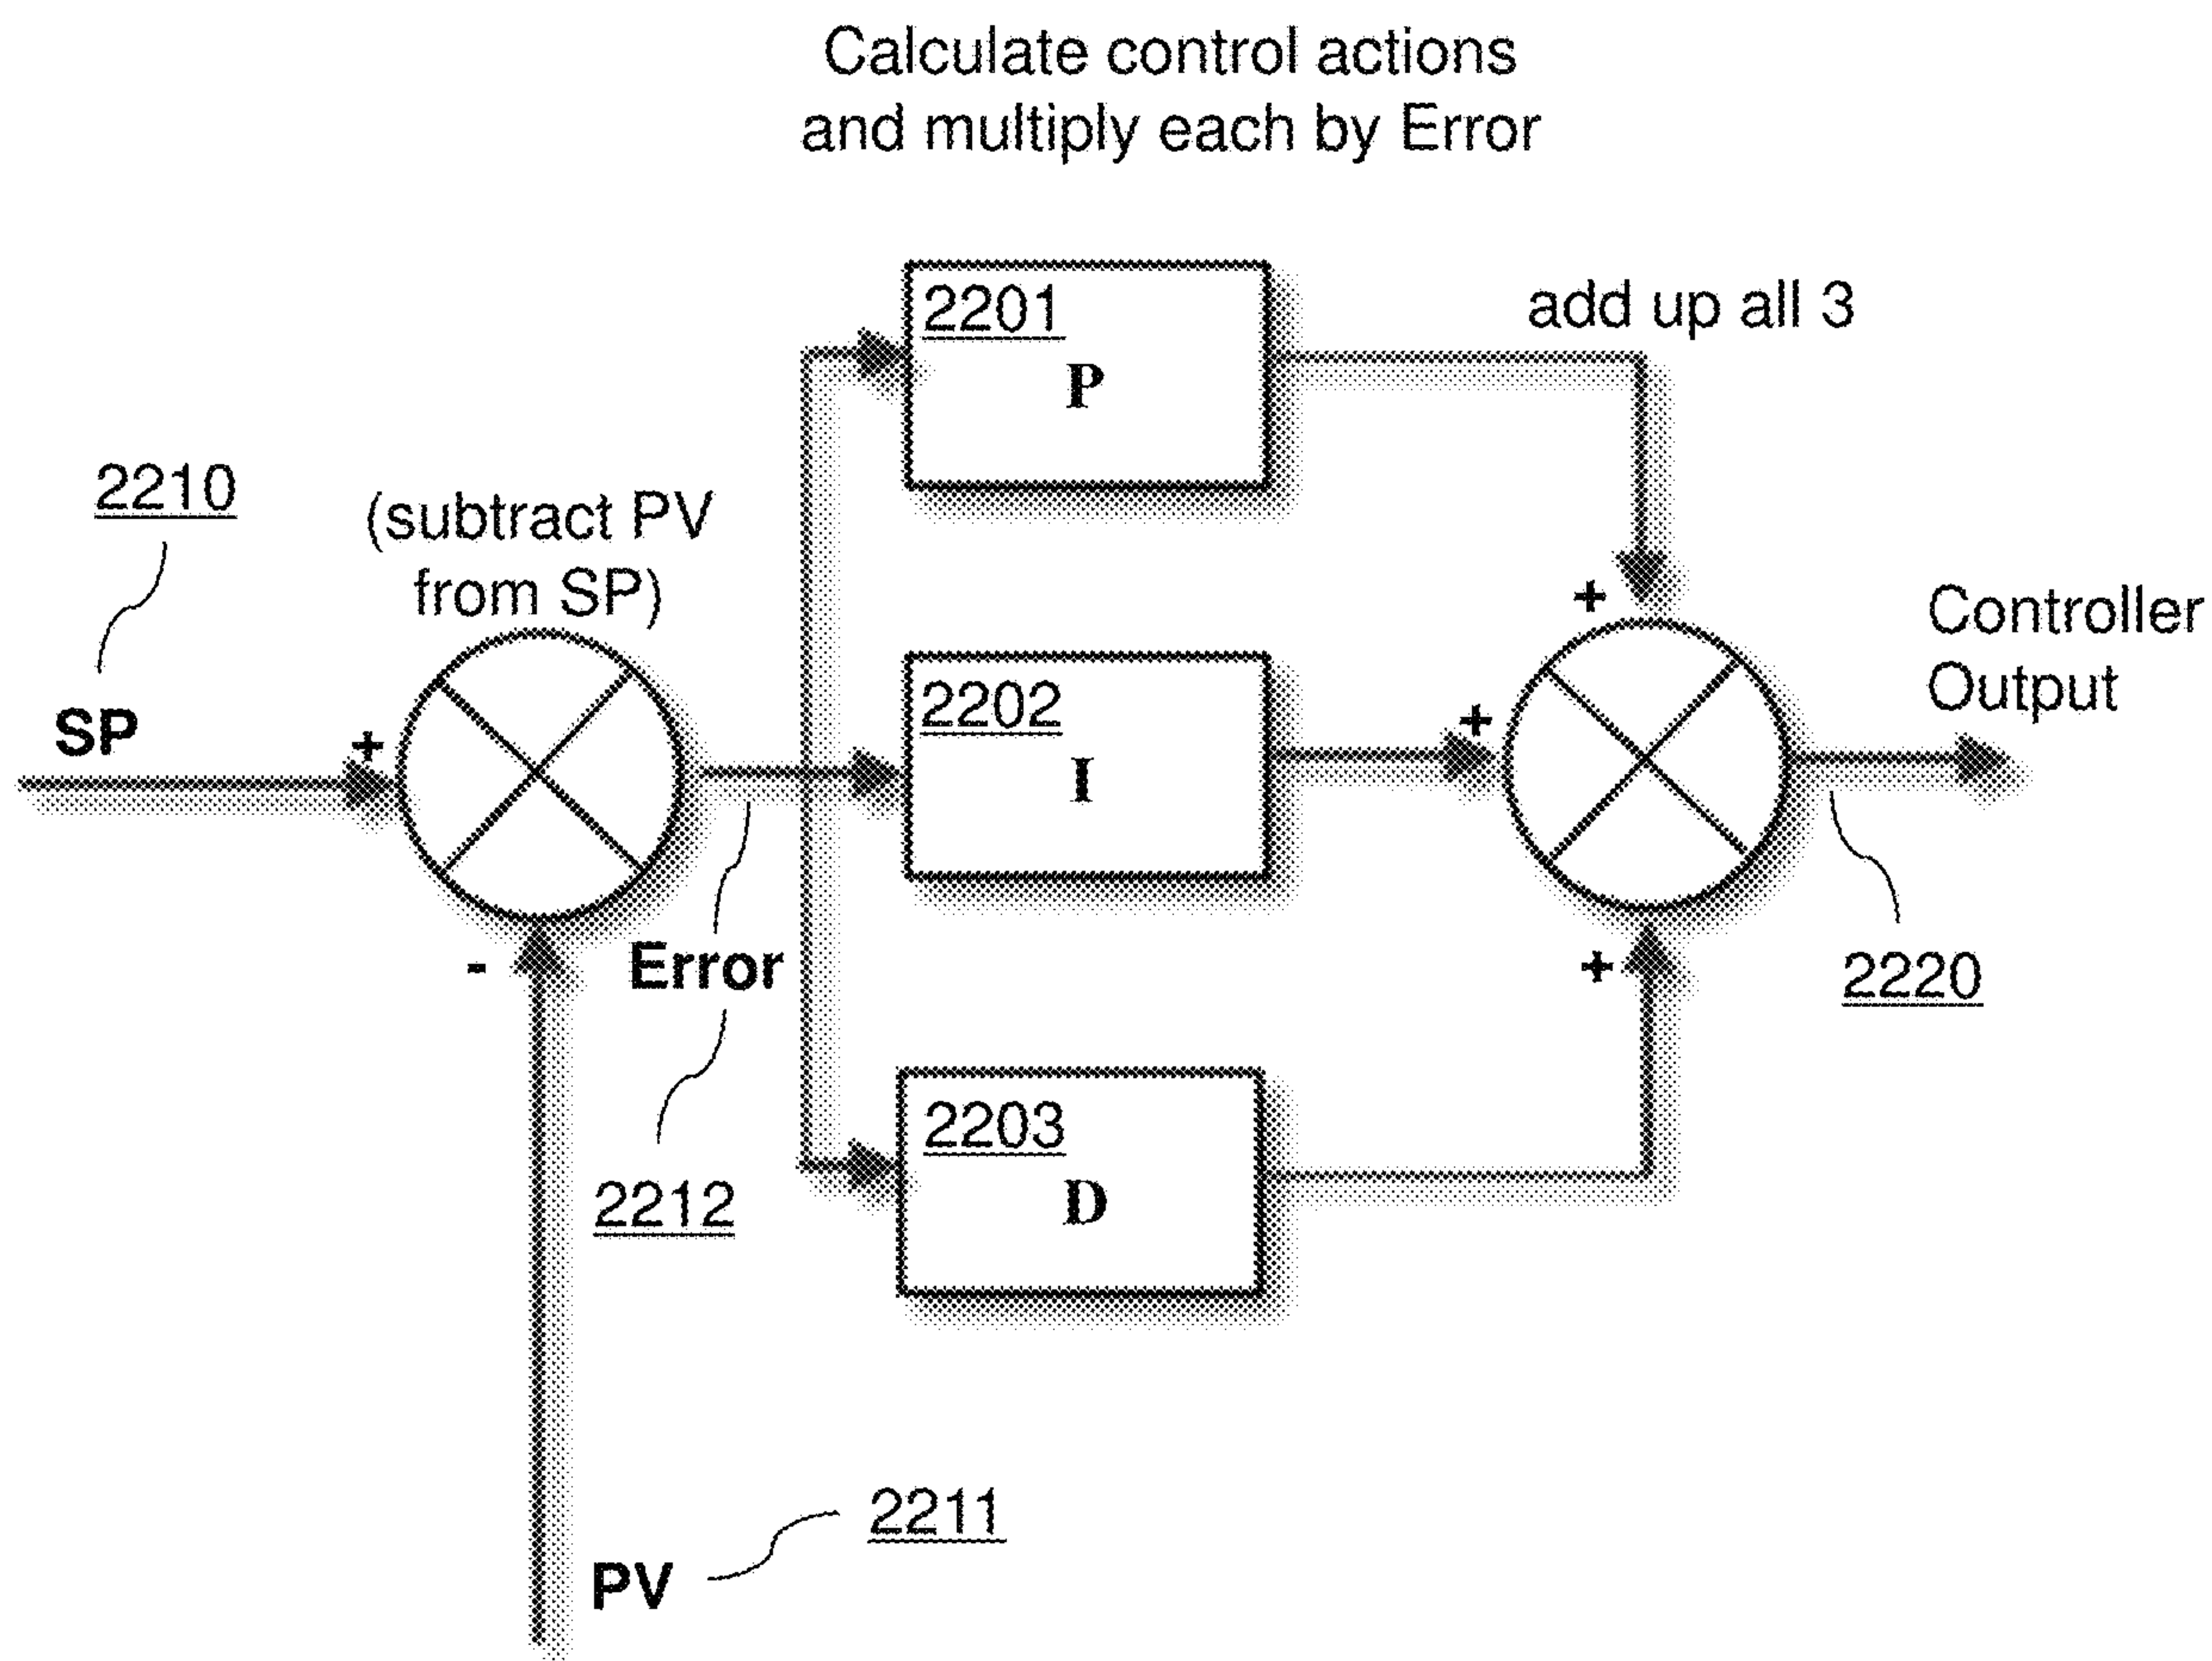 Calculate control actions
and multiply each by Error
2201
P
add up all 3
2210
(subtract PV
from SP)
SP
+
-
Error
2212
2202
I
2203
D
+
+
+
Controller
Output
2220
PV
2211